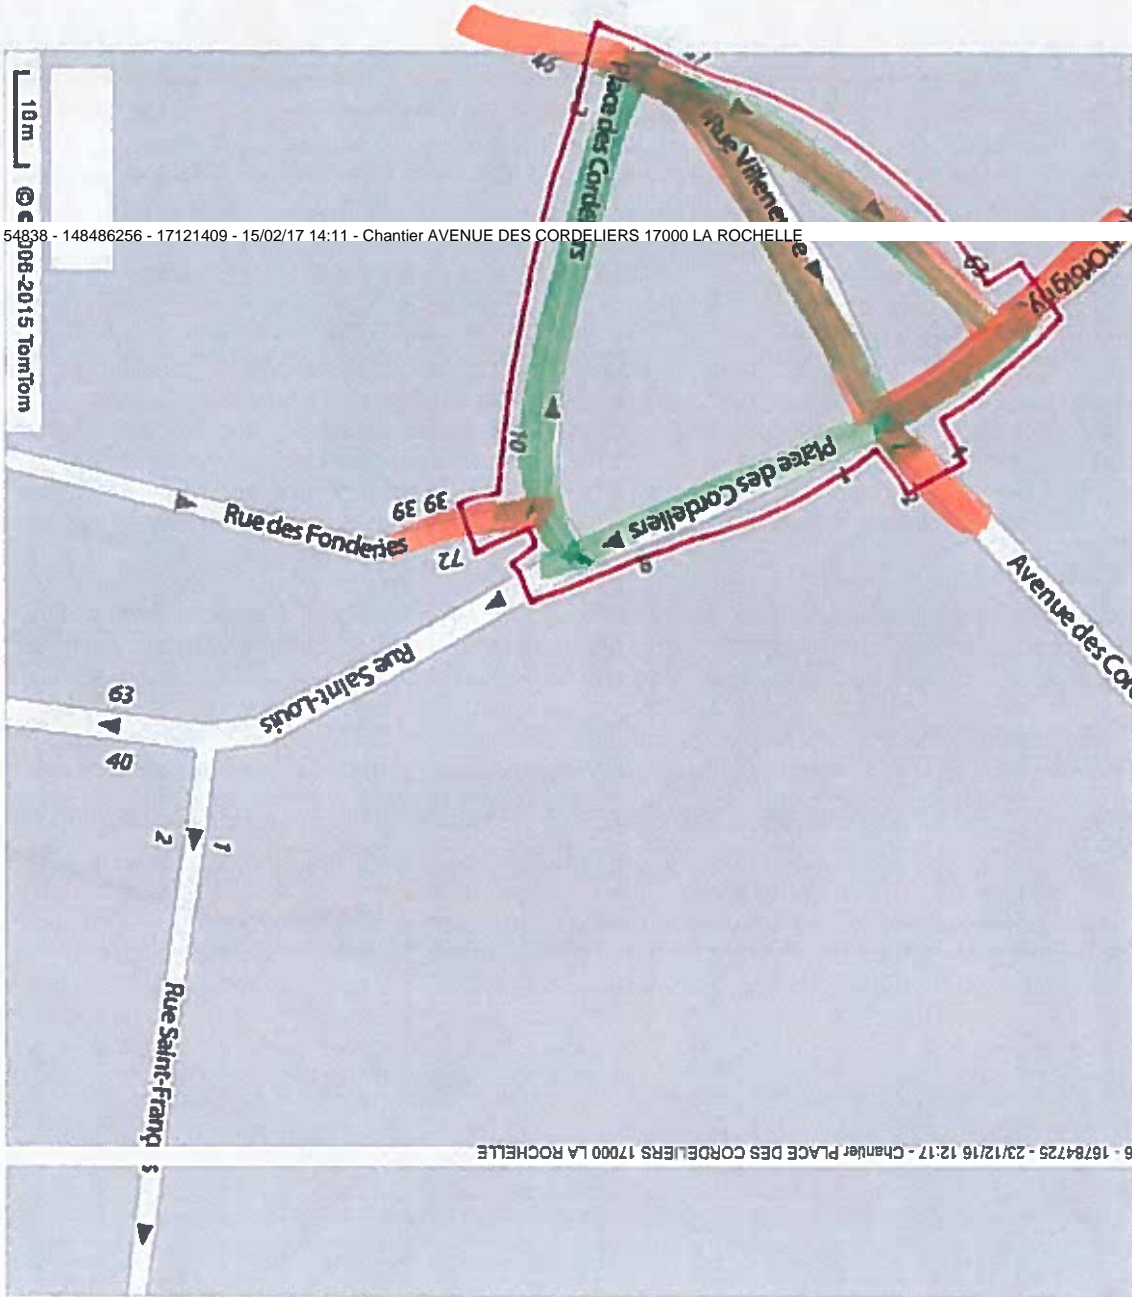 45
Place des Cordeliers
Rue Villeneuve
10 m
54838 - 148486256 - 17121409 - 15/02/17 14:11 - Chantier AVENUE DES CORDELIERS 17000 LA ROCHELLE
2006-2015 TomTom
d'Orbigny
10
Place des Cordeliers
1
4
2
39 39
Rue des Fonderies
72
9
Avenue des Cor
Rue Saint-Louis
63
40
2
1
Rue Saint-Franç s
6 - 16784725 - 23/12/16 12:17 - Chantier PLACE DES CORDELIERS 17000 LA ROCHELLE